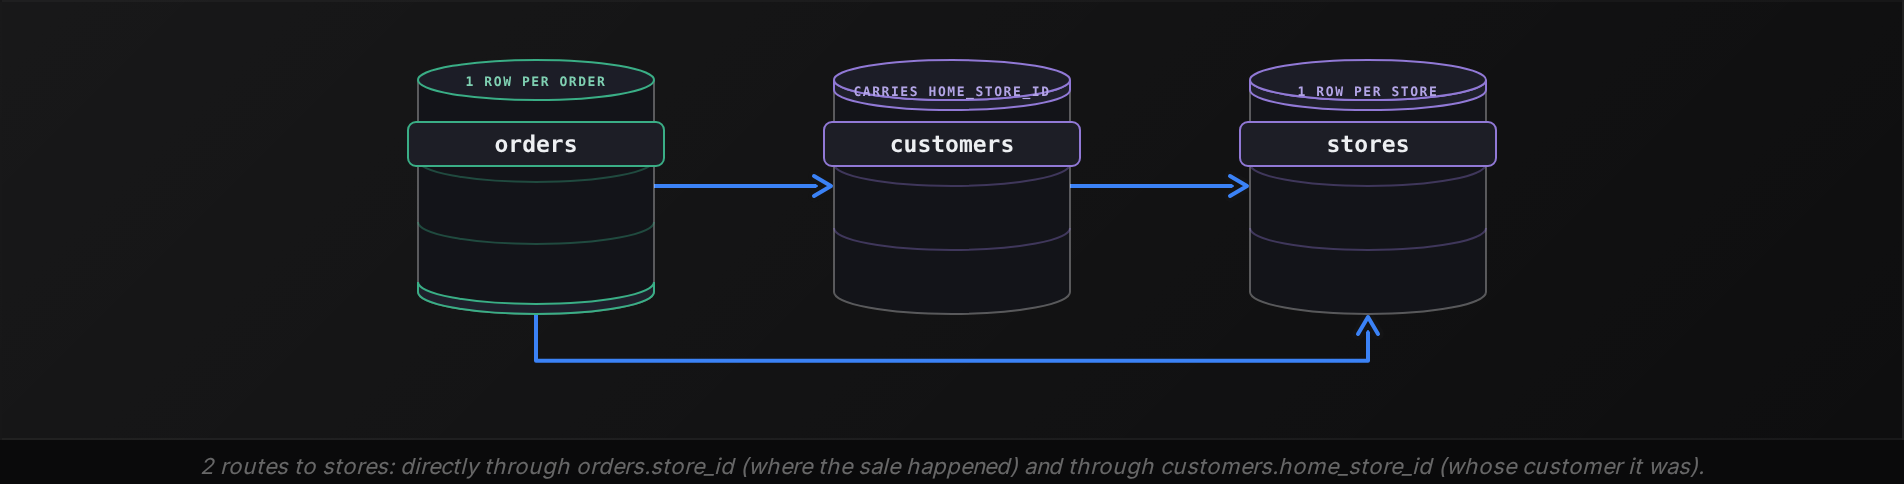 1 ROW PER ORDER
CARRIES HOME_STORE_ID
1 ROW PER STORE
orders
customers
stores
2 routes to stores: directly through orders.store_id (where the sale happened) and through customers.home_store_id (whose customer it was).